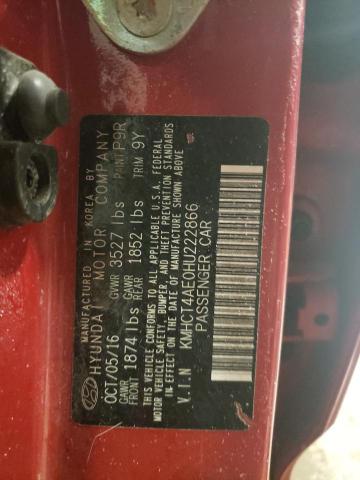 MANUFACTURED IN KOREA BY
HYUNDAI MOTOR COMPANY
OCT/05/16 GVWR 3527 lbs PAINT P9R
GAWR FRONT 1874 lbs GAWR REAR 1852 lbs TRIM 9Y
THIS VEHICLE CONFORMS TO ALL APPLICABLE U.S.A. FEDERAL
MOTOR VEHICLE SAFETY, BUMPER, AND THEFT PREVENTION STANDARDS
IN EFFECT ON THE DATE OF MANUFACTURE SHOWN ABOVE.
V.I.N KMHCT4AE0HU222866
PASSENGER CAR